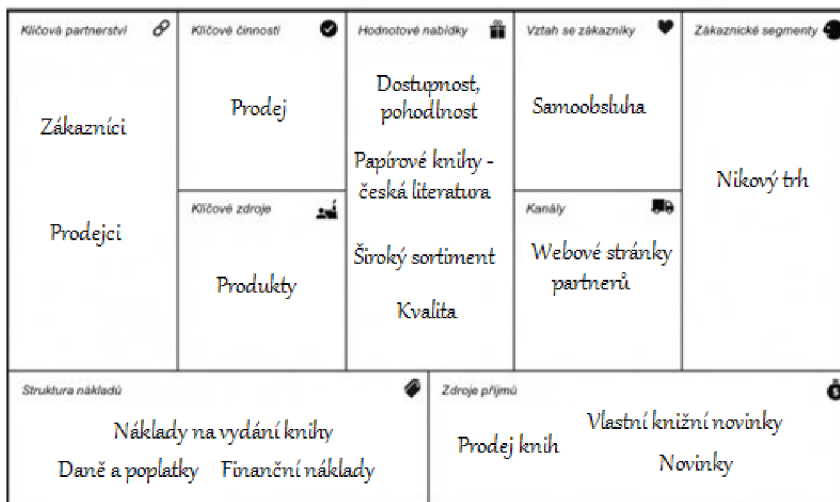 Klíčová partnerství
Zákazníci
Prodejci
Klíčové činnosti
Prodej
Klíčové zdroje
Produkty
Hodnotové nabídky
Dostupnost,
pohodlnost
Papírové knihy -
česká literatura
Široký sortiment
Kvalita
Vztah se zákazníky
Samoobsluha
Kanály
Webové stránky
partnerů
Zákaznické segmenty
Nikový trh
Struktura nákladů
Náklady na vydání knihy
Daně a poplatky
Finanční náklady
Zdroje příjmů
Vlastní knižní novinky
Prodej knih
Novinky